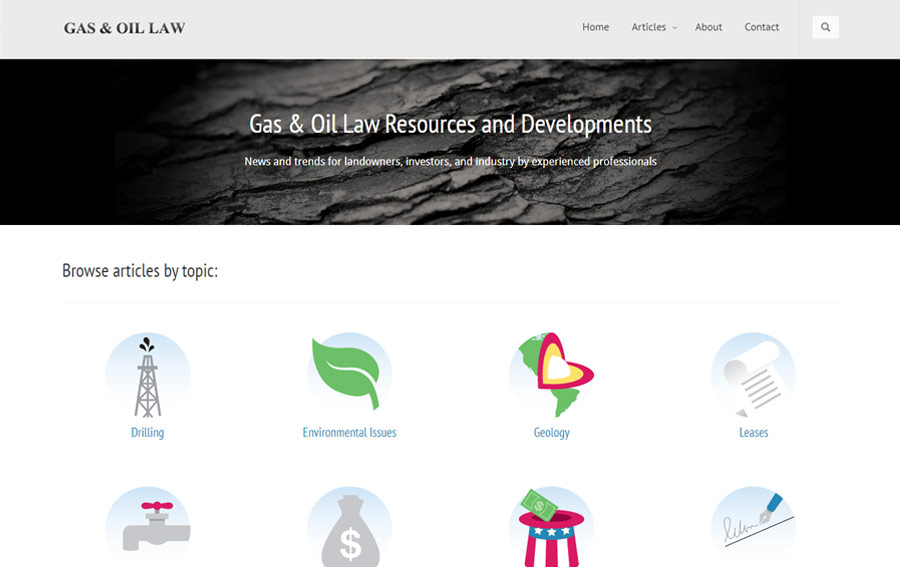 GAS & OIL LAW
Home Articles About Contact
Gas & Oil Law Resources and Developments
News and trends for landowners, investors, and industry by experienced professionals
Browse articles by topic:
Drilling Environmental Issues Geology Leases
$ $